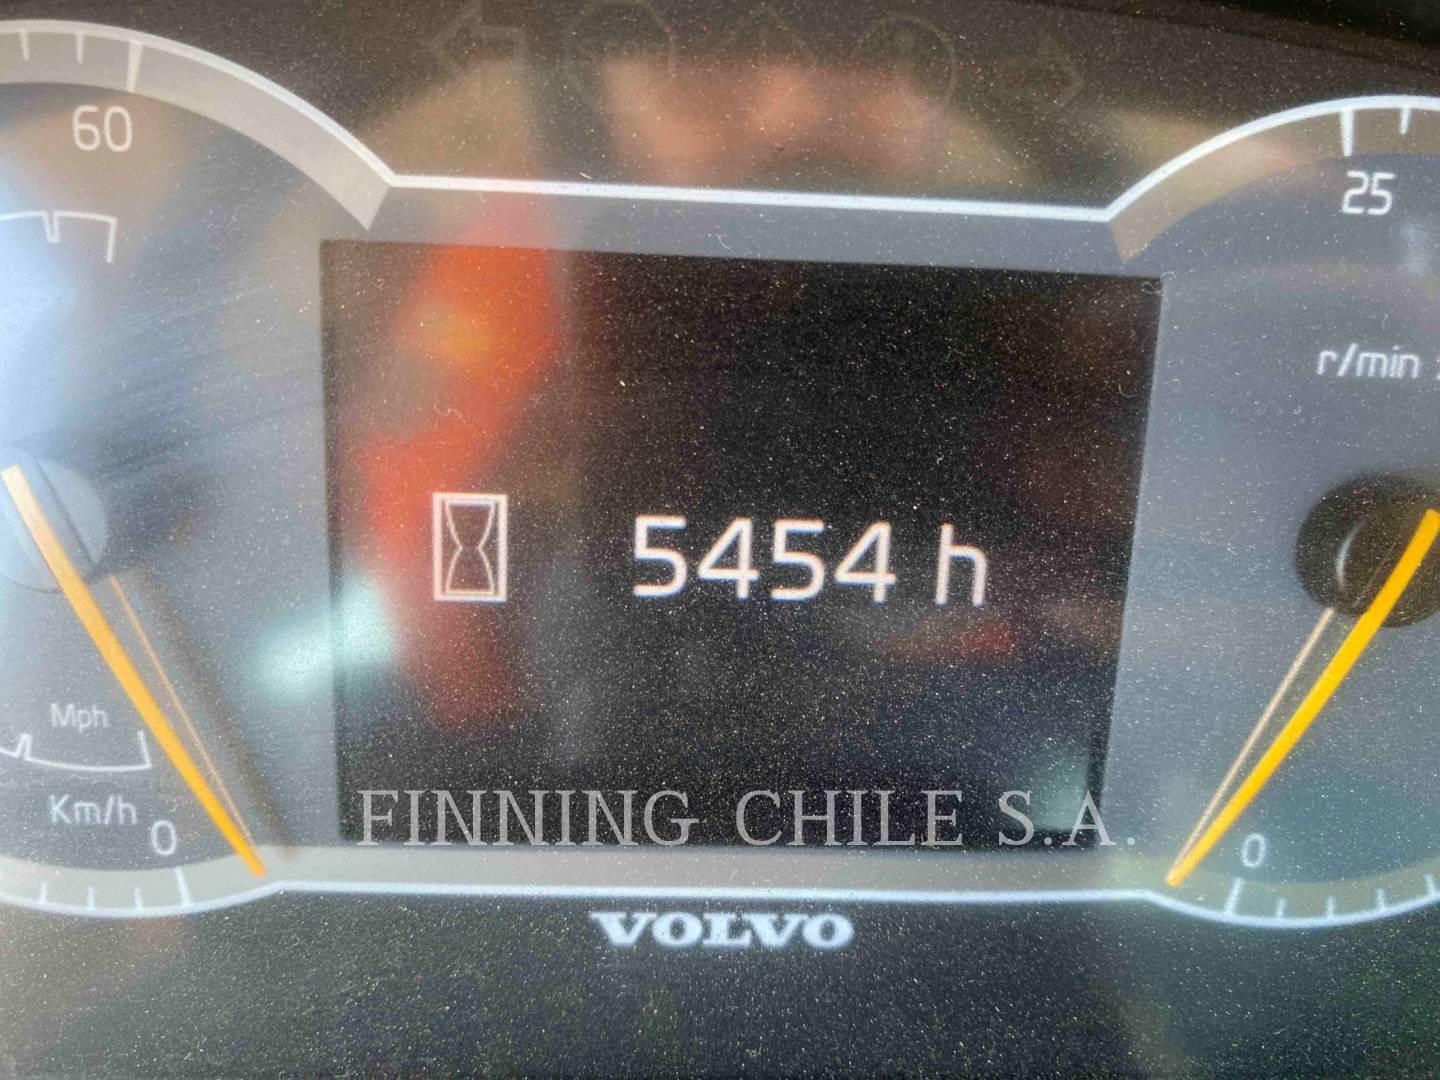 60
25
r/min
5454 h
Mph
Km/h
0
0
FINNING CHILE S.A.
VOLVO